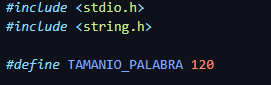 #include <stdio.h>
#include <string.h>
#define TAMANIO_PALABRA 120